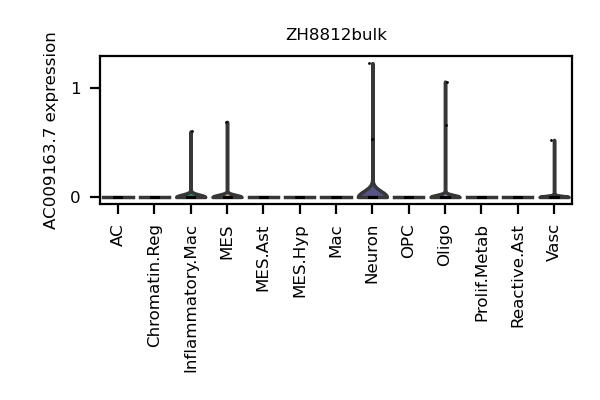 ZH8812bulk
AC009163.7 expression
1
0
AC
Chromatin.Reg
Inflammatory.Mac
MES
MES.Ast
MES.Hyp
Mac
Neuron
OPC
Oligo
Prolif.Metab
Reactive.Ast
Vasc